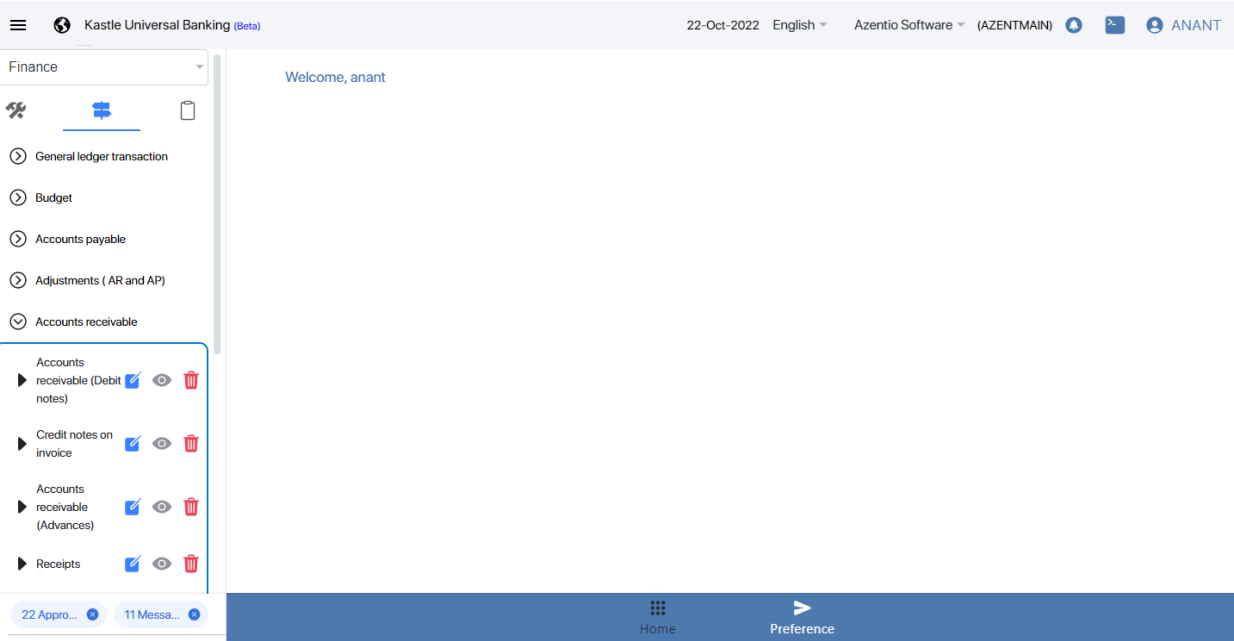 Kastle Universal Banking (Beta)
22-Oct-2022 English Azentio Software (AZENTMAIN) ANANT
Finance
Welcome, anant
General ledger transaction
Budget
Accounts payable
Adjustments ( AR and AP)
Accounts receivable
Accounts
receivable (Debit
notes)
Credit notes on
invoice
Accounts
receivable
(Advances)
Receipts
22 Appro...
11 Messa...
Home
Preference